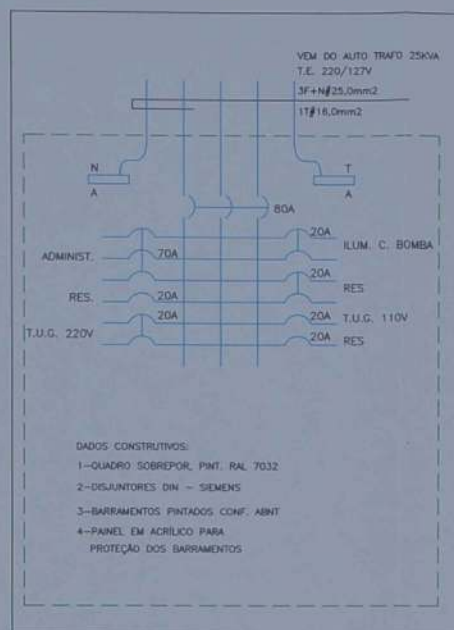 VEM DO AUTO TRAFO 25KVA
T.E. 220/127V
3F+N#25,0mm2
1T#16,0mm2
N
A
T
A
80A
20A
ILUM. C. BOMBA
ADMINIST.
70A
20A
RES
RES.
20A
20A
20A
T.U.G. 110V
T.U.G. 220V
20A
RES
DADOS CONSTRUTIVOS:
1-QUADRO SOBREPOR, PINT. RAL 7032
2-DISJUNTORES DIN - SIEMENS
3-BARRAMENTOS PINTADOS CONF. ABNT
4-PAINEL EM ACRÍLICO PARA
PROTEÇÃO DOS BARRAMENTOS